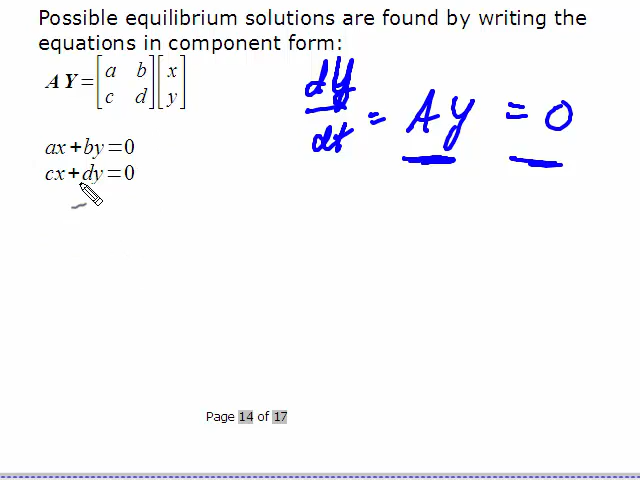 Possible equilibrium solutions are found by writing the
equations in component form:
A Y = [a b; c d] [x; y]
dy/dt = Ay = 0
ax + by = 0
cx + dy = 0
Page 14 of 17